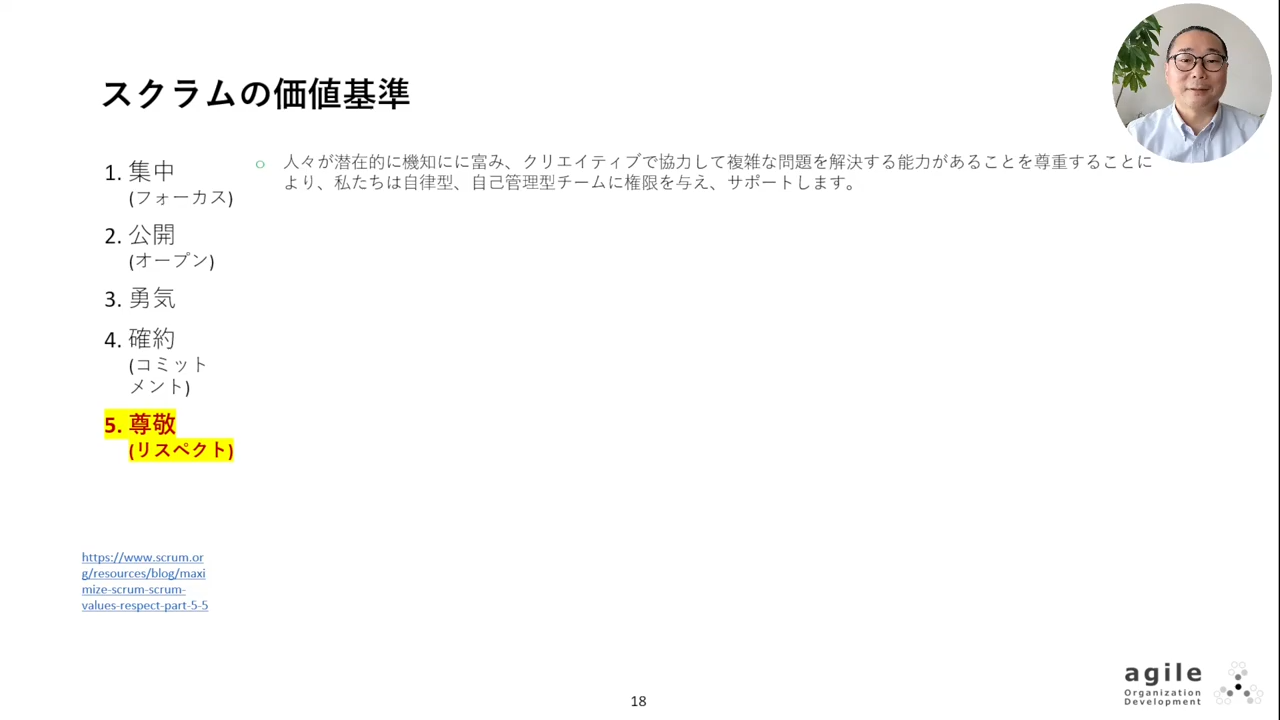 スクラムの価値基準
1. 集中
(フォーカス)
2. 公開
(オープン)
3. 勇気
4. 確約
(コミット
メント)
5. 尊敬
(リスペクト)
○ 人々が潜在的に機知にに富み、クリエイティブで協力して複雑な問題を解決する能力があることを尊重することに
より、私たちは自律型、自己管理型チームに権限を与え、サポートします。
https://www.scrum.or
g/resources/blog/maxi
mize-scrum-scrum-
values-respect-part-5-5
18
agile
Organization
Development